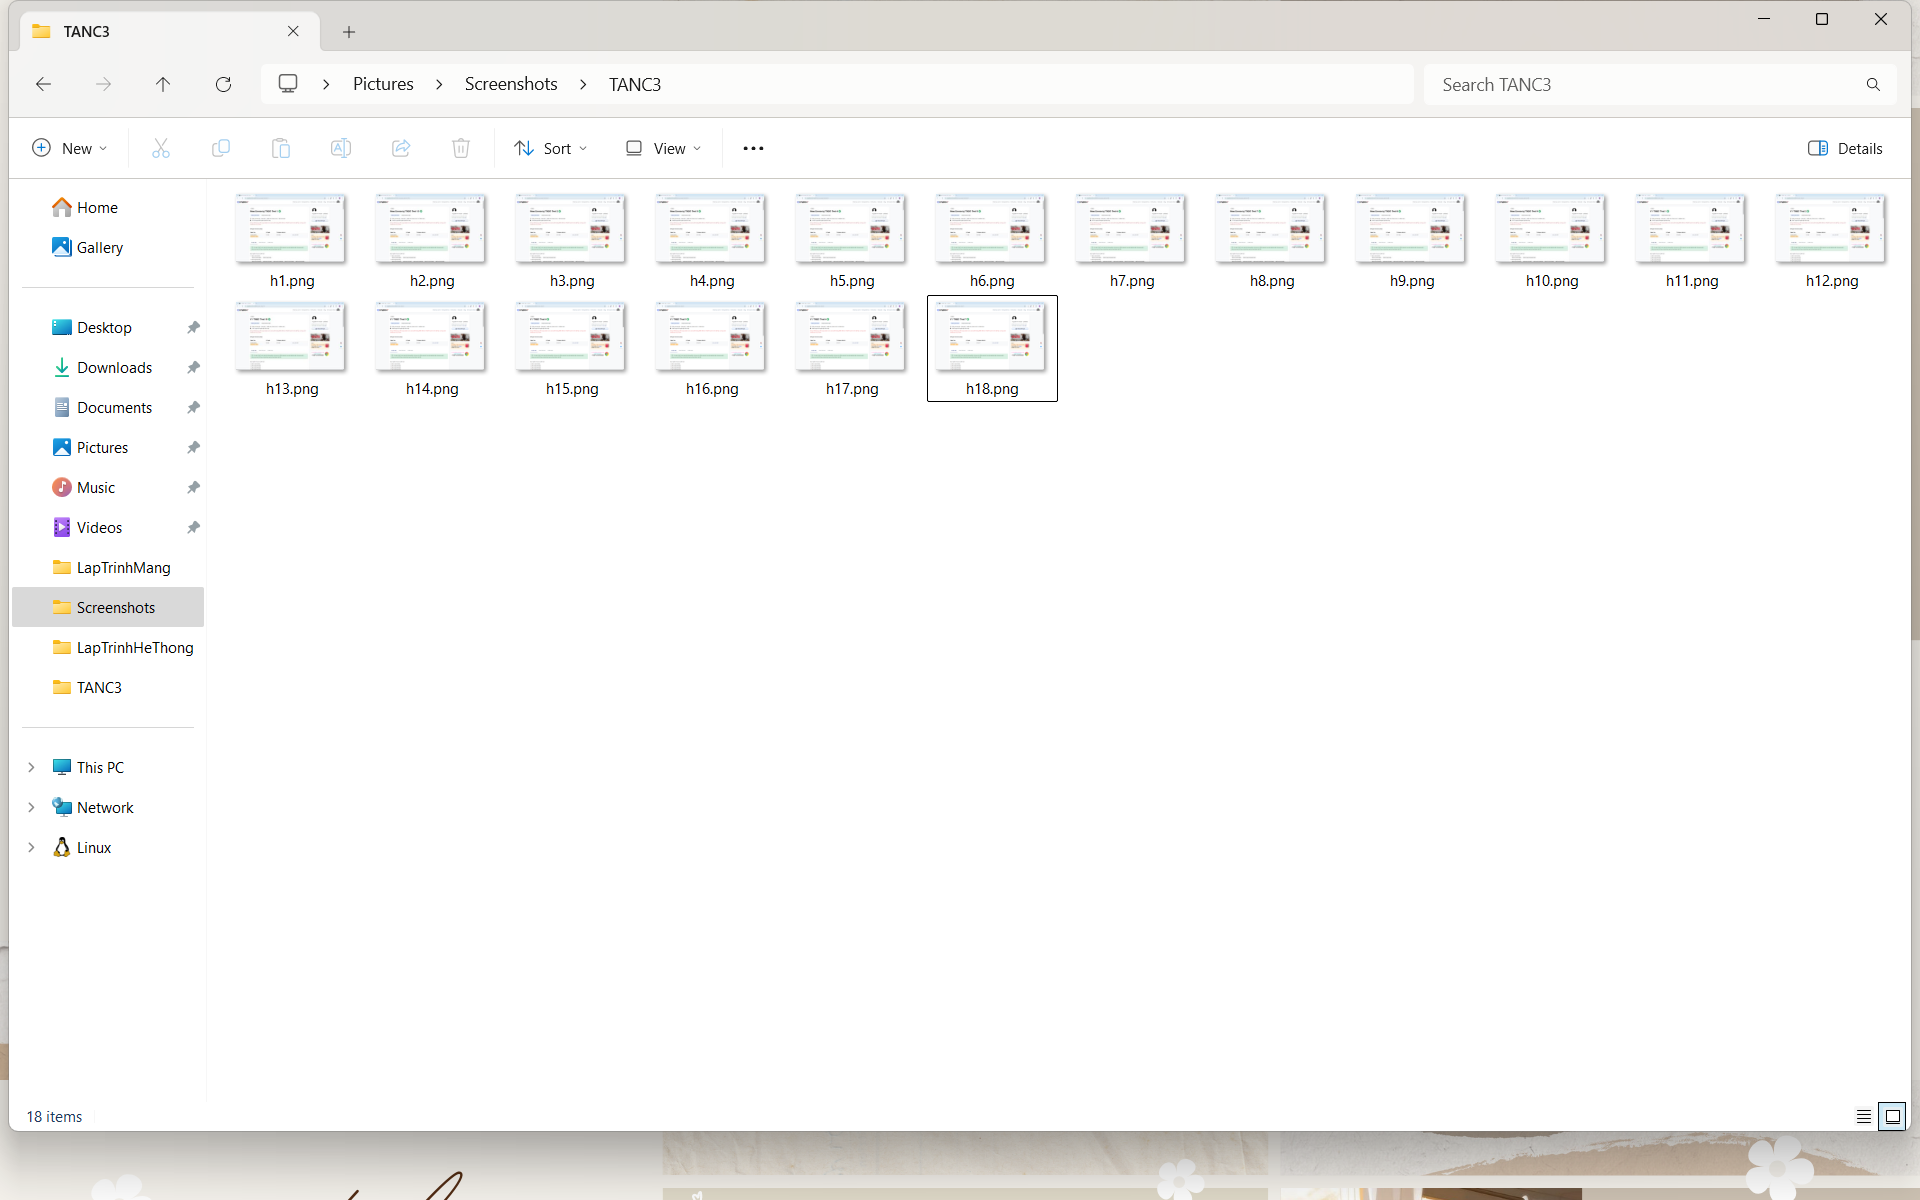 TANC3
Pictures
Screenshots
TANC3
Search TANC3
New
Sort
View
Details
Home
Gallery
Desktop
Downloads
Documents
Pictures
Music
Videos
LapTrinhMang
Screenshots
LapTrinhHeThong
TANC3
This PC
Network
Linux
h1.png
h2.png
h3.png
h4.png
h5.png
h6.png
h7.png
h8.png
h9.png
h10.png
h11.png
h12.png
h13.png
h14.png
h15.png
h16.png
h17.png
h18.png
18 items